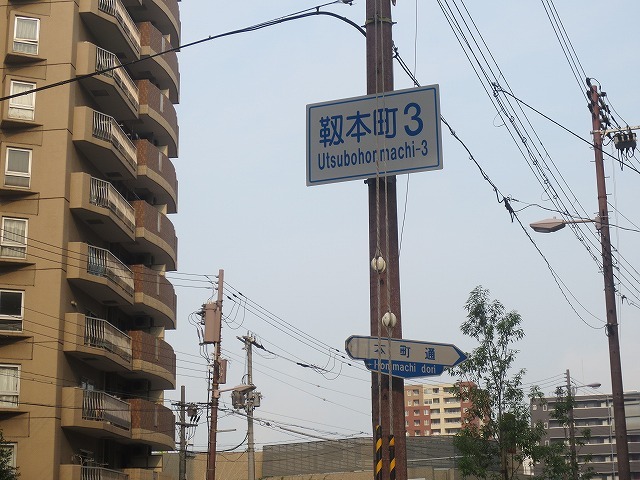 靱本町3
Utsubohonmachi-3
本町通
Honmachi dori